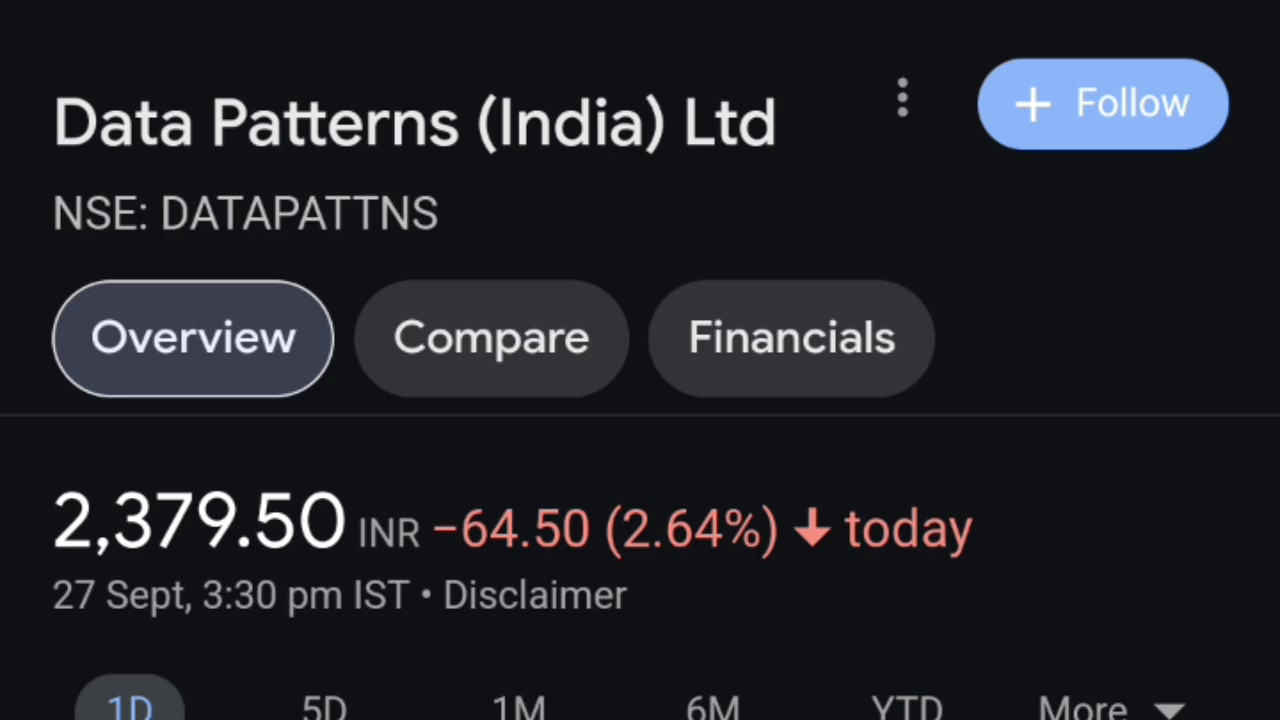 Data Patterns (India) Ltd
+ Follow
NSE: DATAPATTNS
Overview Compare Financials
2,379.50 INR −64.50 (2.64%) ↓ today
27 Sept, 3:30 pm IST • Disclaimer
1D 5D 1M 6M YTD More